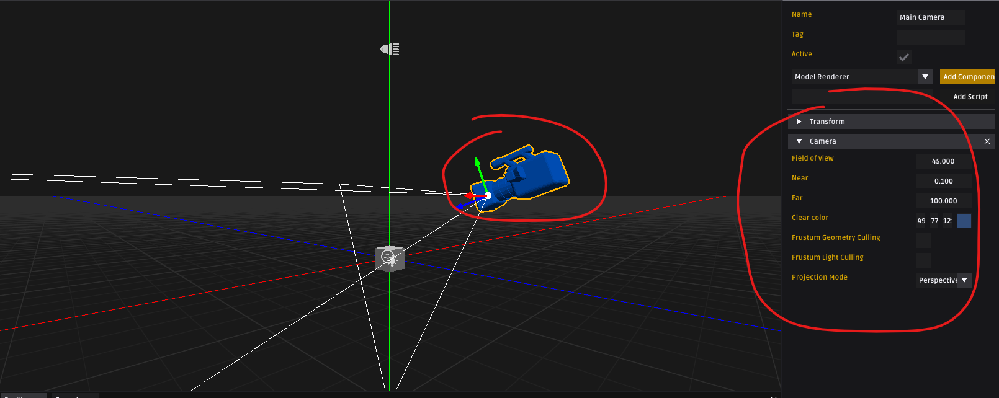 Name
Main Camera
Tag
Active
Model Renderer
Add Componen
Add Script
Transform
Camera
Field of view
45.000
Near
0.100
Far
100.000
Clear color
49 77 12
Frustum Geometry Culling
Frustum Light Culling
Projection Mode
Perspective